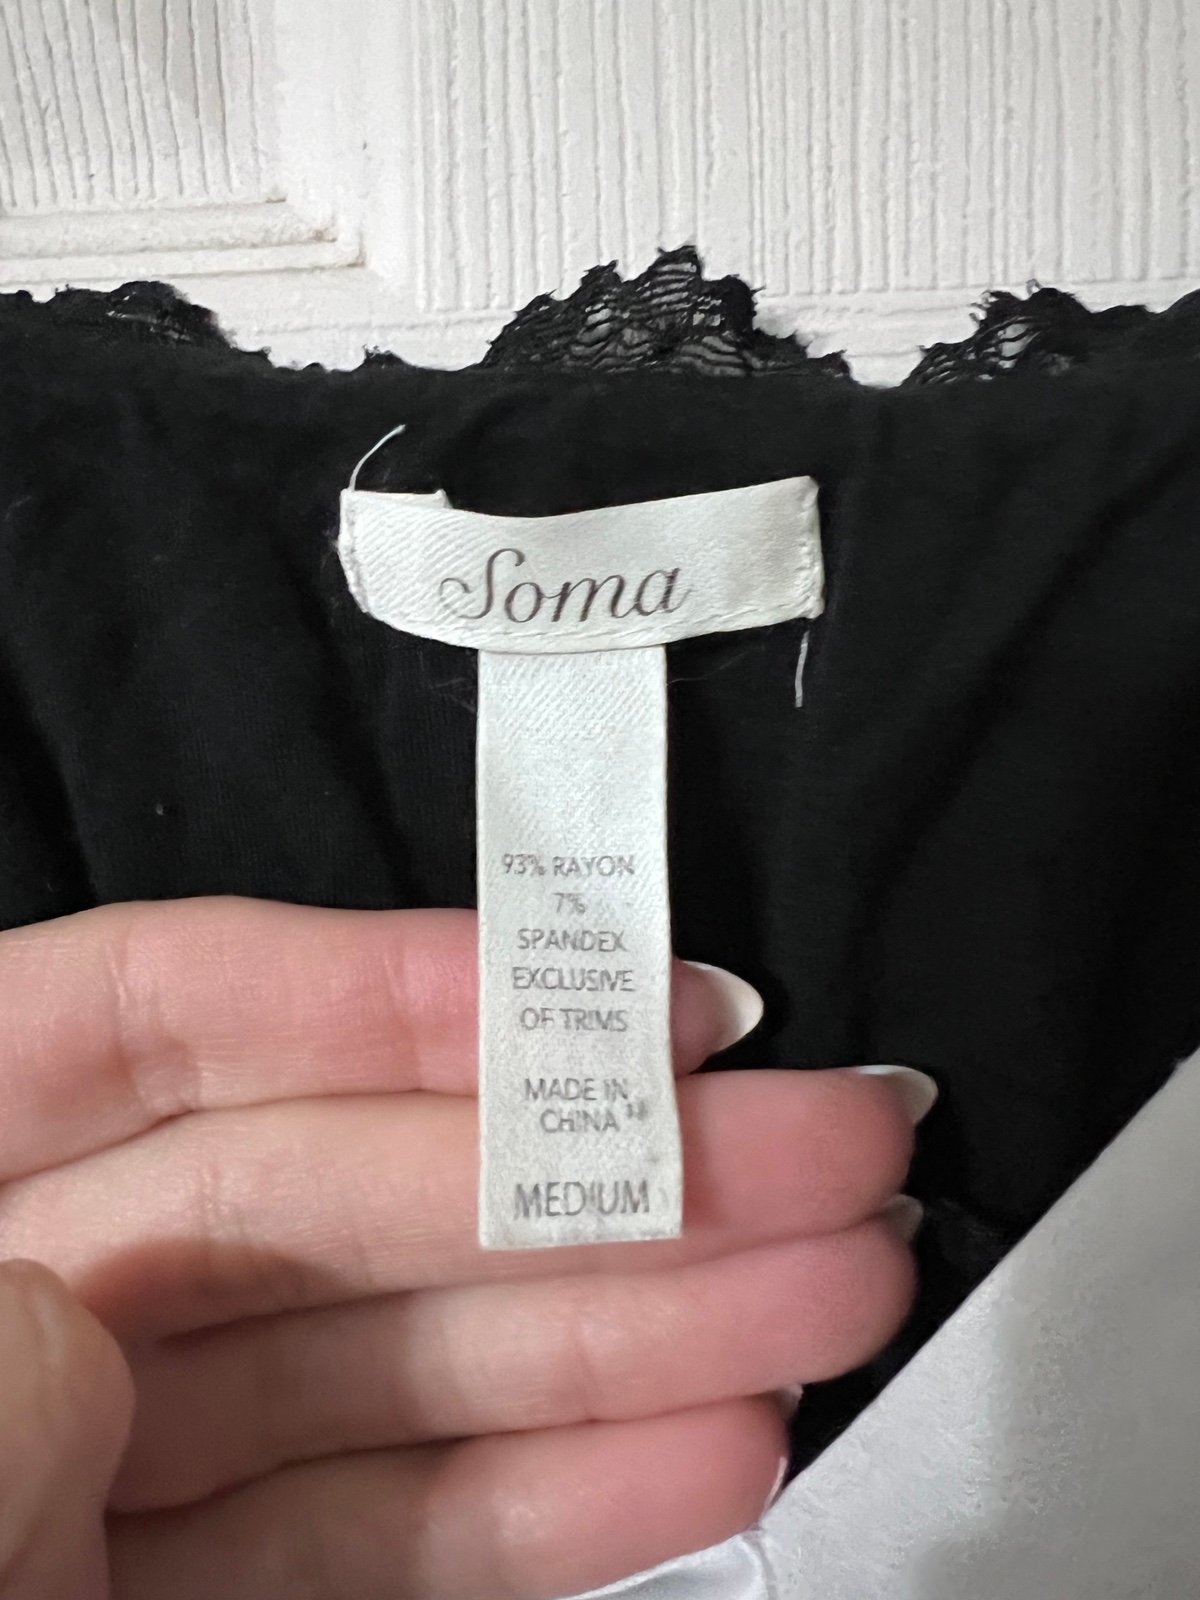 Soma
93% RAYON
7%
SPANDEX
EXCLUSIVE
OF TRIMS
MADE IN
CHINA
MEDIUM